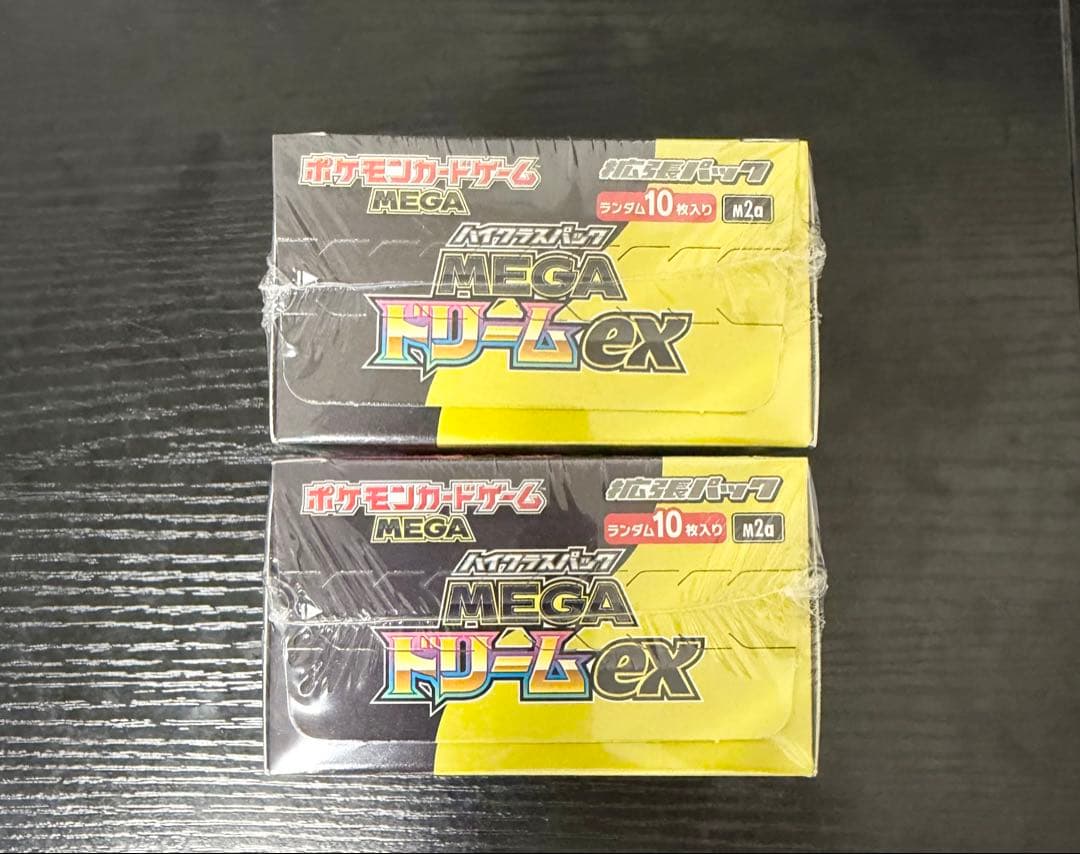 ポケモンカードゲーム
MEGA
拡張パック
ランダム10枚入り M2a
ハイクラスパック
MEGA
ドリームex
ポケモンカードゲーム
MEGA
拡張パック
ランダム10枚入り M2a
ハイクラスパック
MEGA
ドリームex